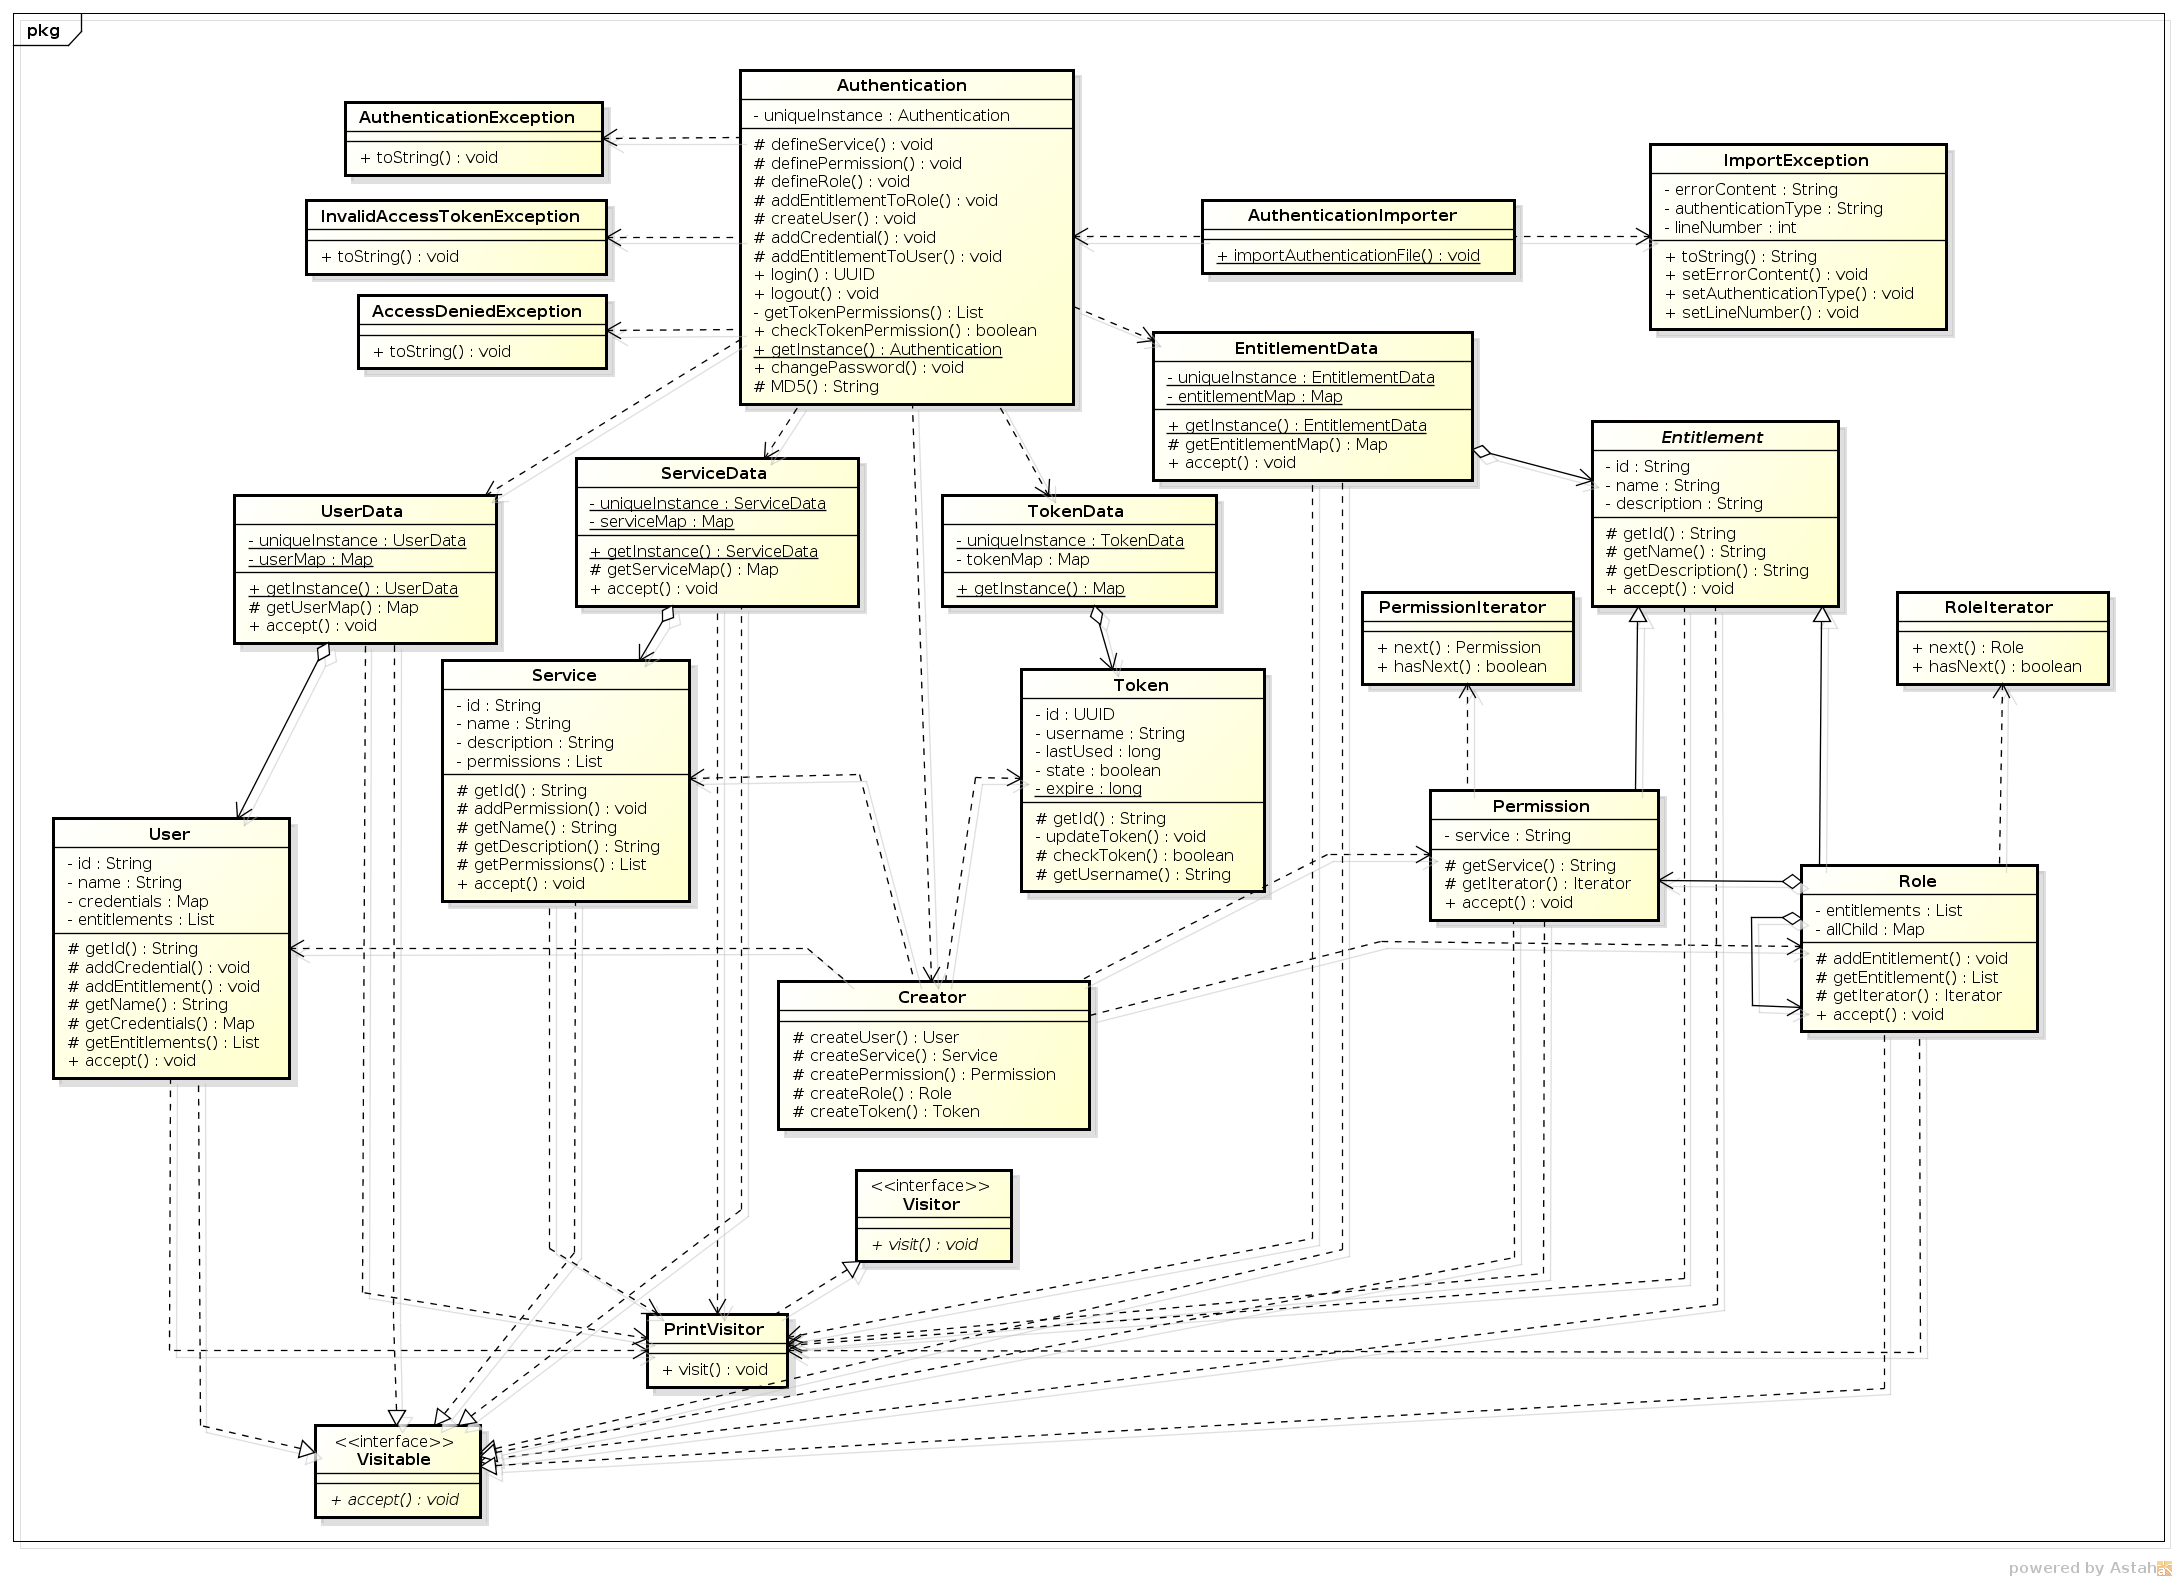 pkg
Authentication
- uniqueInstance : Authentication
# defineService() : void
# definePermission() : void
# defineRole() : void
# addEntitlementToRole() : void
# createUser() : void
# addCredential() : void
# addEntitlementToUser() : void
+ login() : UUID
+ logout() : void
- getTokenPermissions() : List
+ checkTokenPermission() : boolean
+ getInstance() : Authentication
+ changePassword() : void
# MD5() : String
AuthenticationException
+ toString() : void
InvalidAccessTokenException
+ toString() : void
AccessDeniedException
+ toString() : void
AuthenticationImporter
+ importAuthenticationFile() : void
ImportException
- errorContent : String
- authenticationType : String
- lineNumber : int
+ toString() : String
+ setErrorContent() : void
+ setAuthenticationType() : void
+ setLineNumber() : void
EntitlementData
- uniqueInstance : EntitlementData
- entitlementMap : Map
+ getInstance() : EntitlementData
# getEntitlementMap() : Map
+ accept() : void
Entitlement
- id : String
- name : String
- description : String
# getId() : String
# getName() : String
# getDescription() : String
+ accept() : void
UserData
- uniqueInstance : UserData
- userMap : Map
+ getInstance() : UserData
# getUserMap() : Map
+ accept() : void
ServiceData
- uniqueInstance : ServiceData
- serviceMap : Map
+ getInstance() : ServiceData
# getServiceMap() : Map
+ accept() : void
TokenData
- uniqueInstance : TokenData
- tokenMap : Map
+ getInstance() : Map
PermissionIterator
+ next() : Permission
+ hasNext() : boolean
RoleIterator
+ next() : Role
+ hasNext() : boolean
Service
- id : String
- name : String
- description : String
- permissions : List
# getId() : String
# addPermission() : void
# getName() : String
# getDescription() : String
# getPermissions() : List
+ accept() : void
Token
- id : UUID
- username : String
- lastUsed : long
- state : boolean
- expire : long
# getId() : String
- updateToken() : void
# checkToken() : boolean
# getUsername() : String
Permission
- service : String
# getService() : String
# getIterator() : Iterator
+ accept() : void
User
- id : String
- name : String
- credentials : Map
- entitlements : List
# getId() : String
# addCredential() : void
# addEntitlement() : void
# getName() : String
# getCredentials() : Map
# getEntitlements() : List
+ accept() : void
Role
- entitlements : List
- allChild : Map
# addEntitlement() : void
# getEntitlement() : List
# getIterator() : Iterator
+ accept() : void
Creator
# createUser() : User
# createService() : Service
# createPermission() : Permission
# createRole() : Role
# createToken() : Token
<<interface>>
Visitor
+ visit() : void
PrintVisitor
+ visit() : void
<<interface>>
Visitable
+ accept() : void
powered by Astah